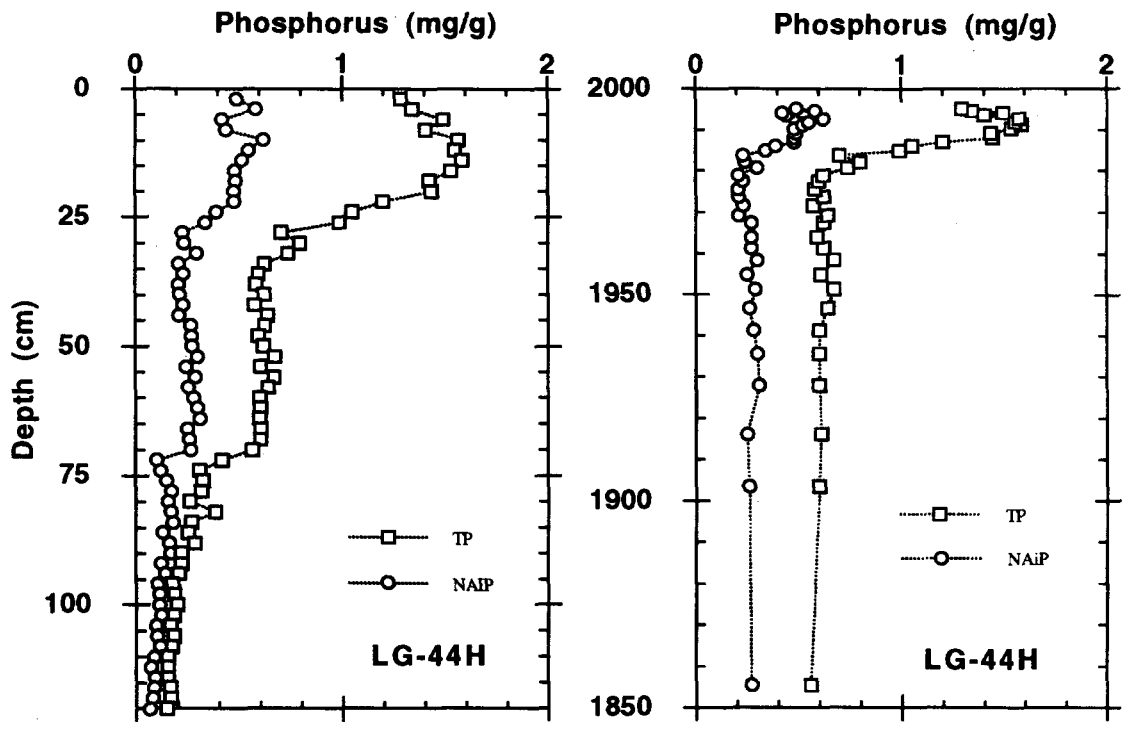 Phosphorus (mg/g)
0 1 2
0
25
50
75
100
Depth (cm)
TP
NAIP
LG-44H
Phosphorus (mg/g)
0 1 2
2000
1950
1900
1850
TP
NAiP
LG-44H